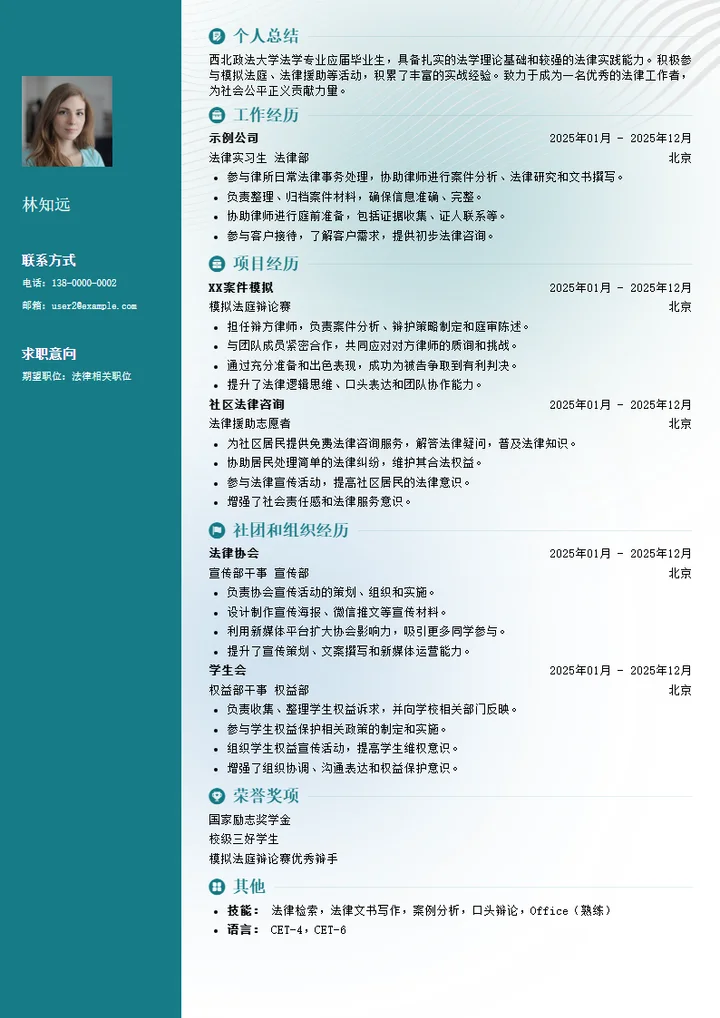 林知远
联系方式
电话：138-0000-0002
邮箱：user2@example.com
求职意向
期望职位：法律相关职位
个人总结
西北政法大学法学专业应届毕业生，具备扎实的法学理论基础和较强的法律实践能力。积极参
与模拟法庭、法律援助等活动，积累了丰富的实战经验。致力于成为一名优秀的法律工作者，
为社会公平正义贡献力量。
工作经历
示例公司 2025年01月 - 2025年12月
法律实习生 法律部 北京
• 参与律所日常法律事务处理，协助律师进行案件分析、法律研究和文书撰写。
• 负责整理、归档案件材料，确保信息准确、完整。
• 协助律师进行庭前准备，包括证据收集、证人联系等。
• 参与客户接待，了解客户需求，提供初步法律咨询。
项目经历
XX案件模拟 2025年01月 - 2025年12月
模拟法庭辩论赛 北京
• 担任辩方律师，负责案件分析、辩护策略制定和庭审陈述。
• 与团队成员紧密合作，共同应对对方律师的质询和挑战。
• 通过充分准备和出色表现，成功为被告争取到有利判决。
• 提升了法律逻辑思维、口头表达和团队协作能力。
社区法律咨询 2025年01月 - 2025年12月
法律援助志愿者 北京
• 为社区居民提供免费法律咨询服务，解答法律疑问，普及法律知识。
• 协助居民处理简单的法律纠纷，维护其合法权益。
• 参与法律宣传活动，提高社区居民的法律意识。
• 增强了社会责任感和法律服务意识。
社团和组织经历
法律协会 2025年01月 - 2025年12月
宣传部干事 宣传部 北京
• 负责协会宣传活动的策划、组织和实施。
• 设计制作宣传海报、微信推文等宣传材料。
• 利用新媒体平台扩大协会影响力，吸引更多同学参与。
• 提升了宣传策划、文案撰写和新媒体运营能力。
学生会 2025年01月 - 2025年12月
权益部干事 权益部 北京
• 负责收集、整理学生权益诉求，并向学校相关部门反映。
• 参与学生权益保护相关政策的制定和实施。
• 组织学生权益宣传活动，提高学生维权意识。
• 增强了组织协调、沟通表达和权益保护意识。
荣誉奖项
国家励志奖学金
校级三好学生
模拟法庭辩论赛优秀辩手
其他
• 技能： 法律检索，法律文书写作，案例分析，口头辩论，Office（熟练）
• 语言： CET-4，CET-6